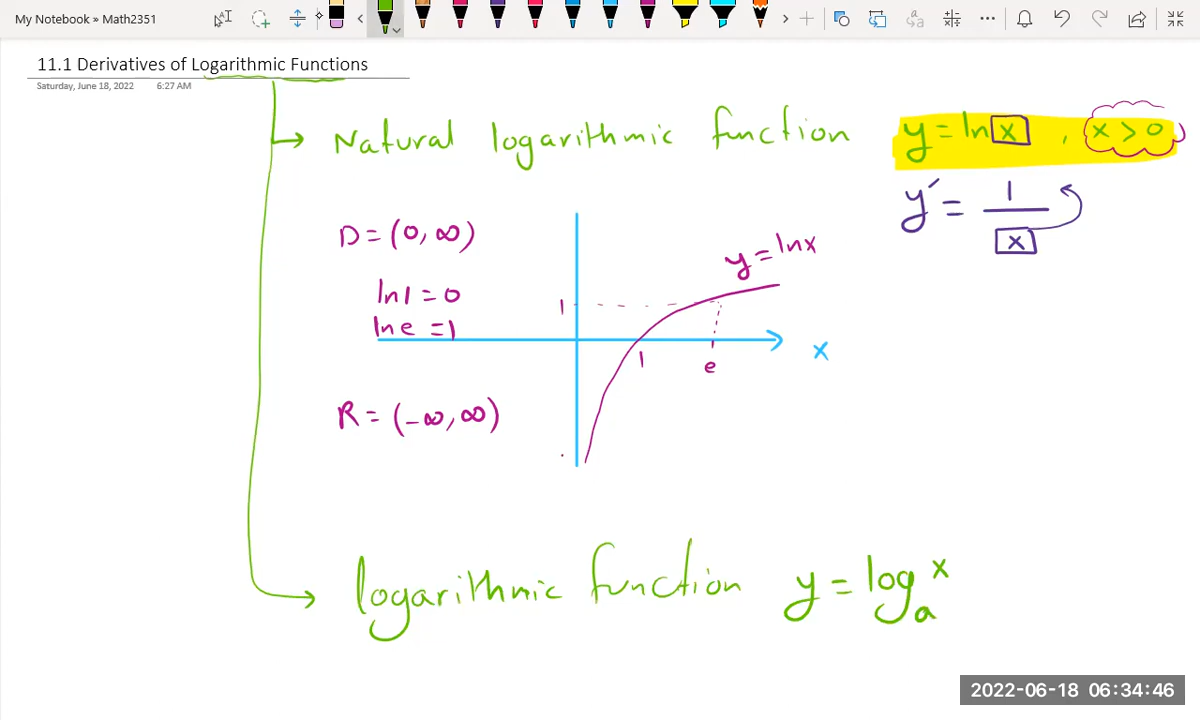 My Notebook » Math2351
11.1 Derivatives of Logarithmic Functions
Saturday, June 18, 2022 6:27 AM
Natural logarithmic function y = ln x , x > 0
y′ = 1/x
D = (0, ∞)
y = ln x
ln 1 = 0
1
ln e = 1
1 e x
R = (-∞, ∞)
logarithmic function y = log_a x
2022-06-18 06:34:46